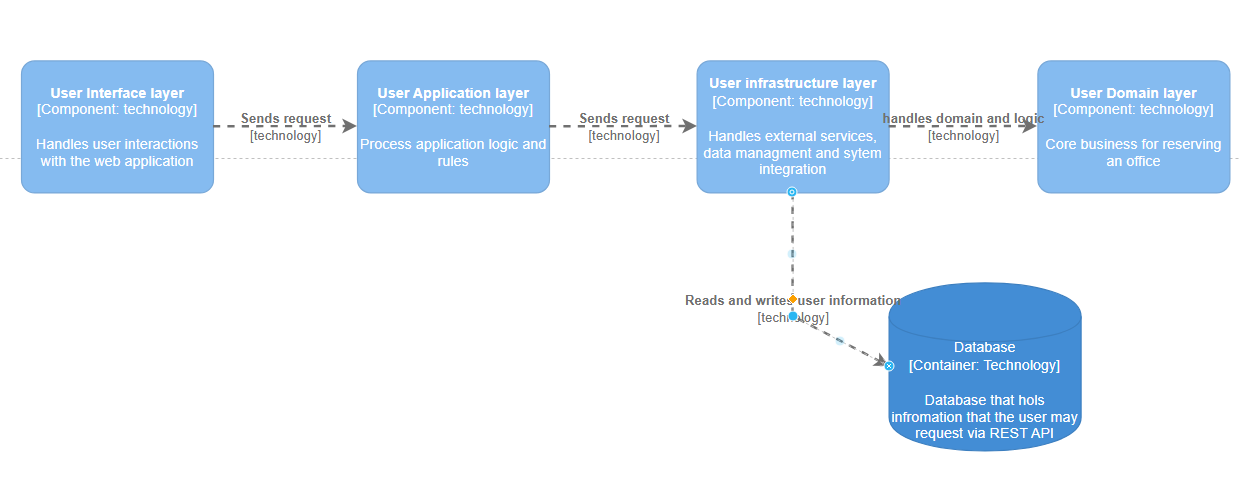 User Interface layer
[Component: technology]
Handles user interactions
with the web application
Sends request
[technology]
User Application layer
[Component: technology]
Process application logic and
rules
Sends request
[technology]
User infrastructure layer
[Component: technology]
Handles external services,
data managment and sytem
integration
handles domain and logic
[technology]
User Domain layer
[Component: technology]
Core business for reserving
an office
Reads and writes user information
[technology]
Database
[Container: Technology]
Database that hols
infromation that the user may
request via REST API